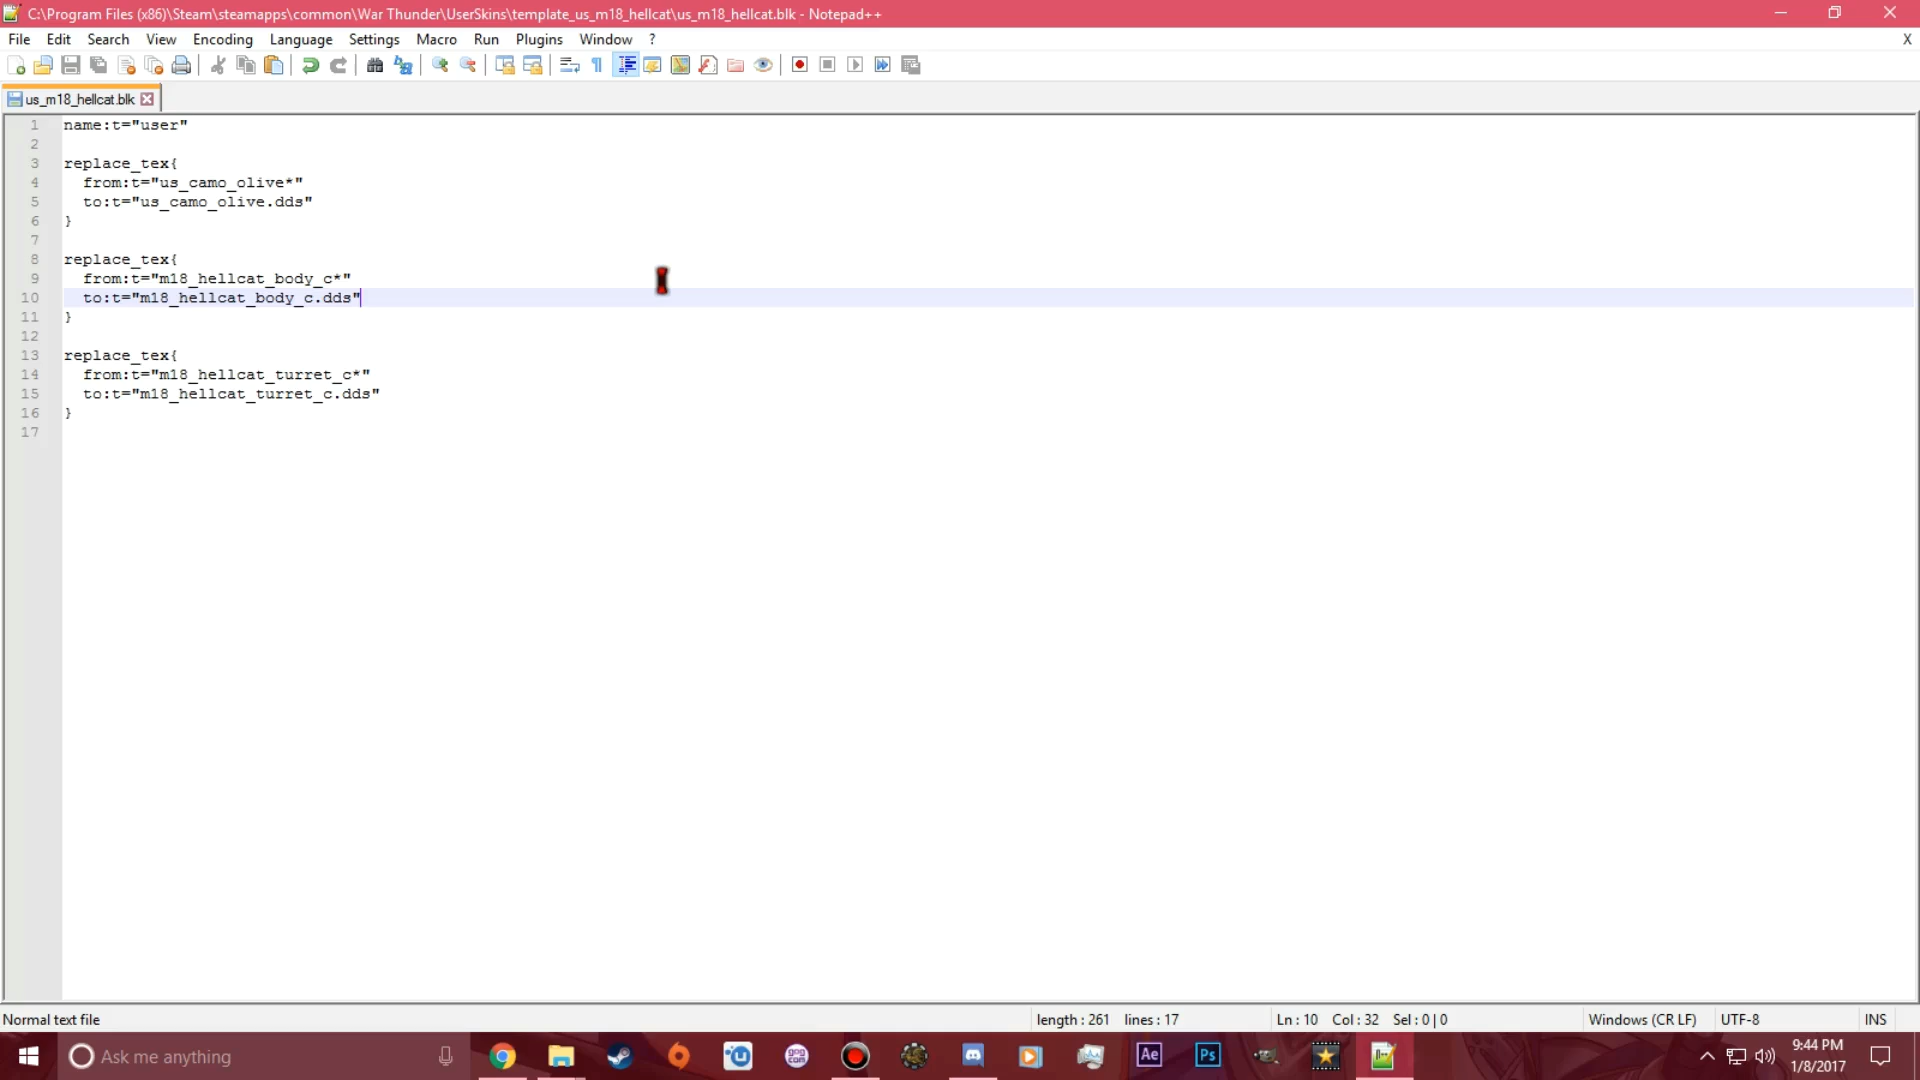 C:\Program Files (x86)\Steam\steamapps\common\War Thunder\UserSkins\template_us_m18_hellcat\us_m18_hellcat.blk - Notepad++
File Edit Search View Encoding Language Settings Macro Run Plugins Window ? X
us_m18_hellcat.blk
1 name:t="user"
2
3 replace_tex{
4 from:t="us_camo_olive*"
5 to:t="us_camo_olive.dds"
6 }
7
8 replace_tex{
9 from:t="m18_hellcat_body_c*"
10 to:t="m18_hellcat_body_c.dds"
11 }
12
13 replace_tex{
14 from:t="m18_hellcat_turret_c*"
15 to:t="m18_hellcat_turret_c.dds"
16 }
17
Normal text file length : 261 lines : 17 Ln : 10 Col : 32 Sel : 0 | 0 Windows (CR LF) UTF-8 INS
Ask me anything
gog.com
Ae
Ps
9:44 PM
1/8/2017